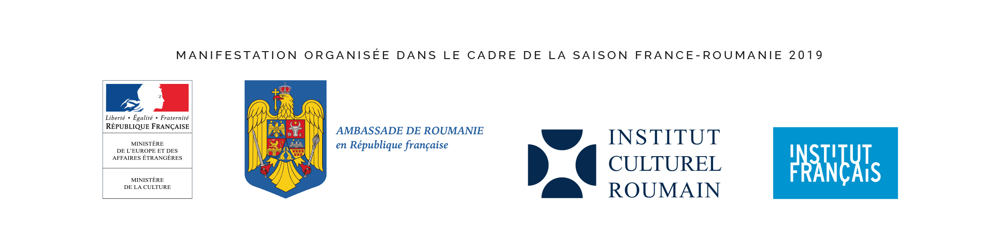 MANIFESTATION ORGANISÉE DANS LE CADRE DE LA SAISON FRANCE-ROUMANIE 2019
Liberté • Égalité • Fraternité
RÉPUBLIQUE FRANÇAISE
MINISTÈRE
DE L'EUROPE ET DES
AFFAIRES ÉTRANGÈRES
MINISTÈRE
DE LA CULTURE
AMBASSADE DE ROUMANIE
en République française
INSTITUT
CULTUREL
ROUMAIN
INSTITUT
FRANÇAIS